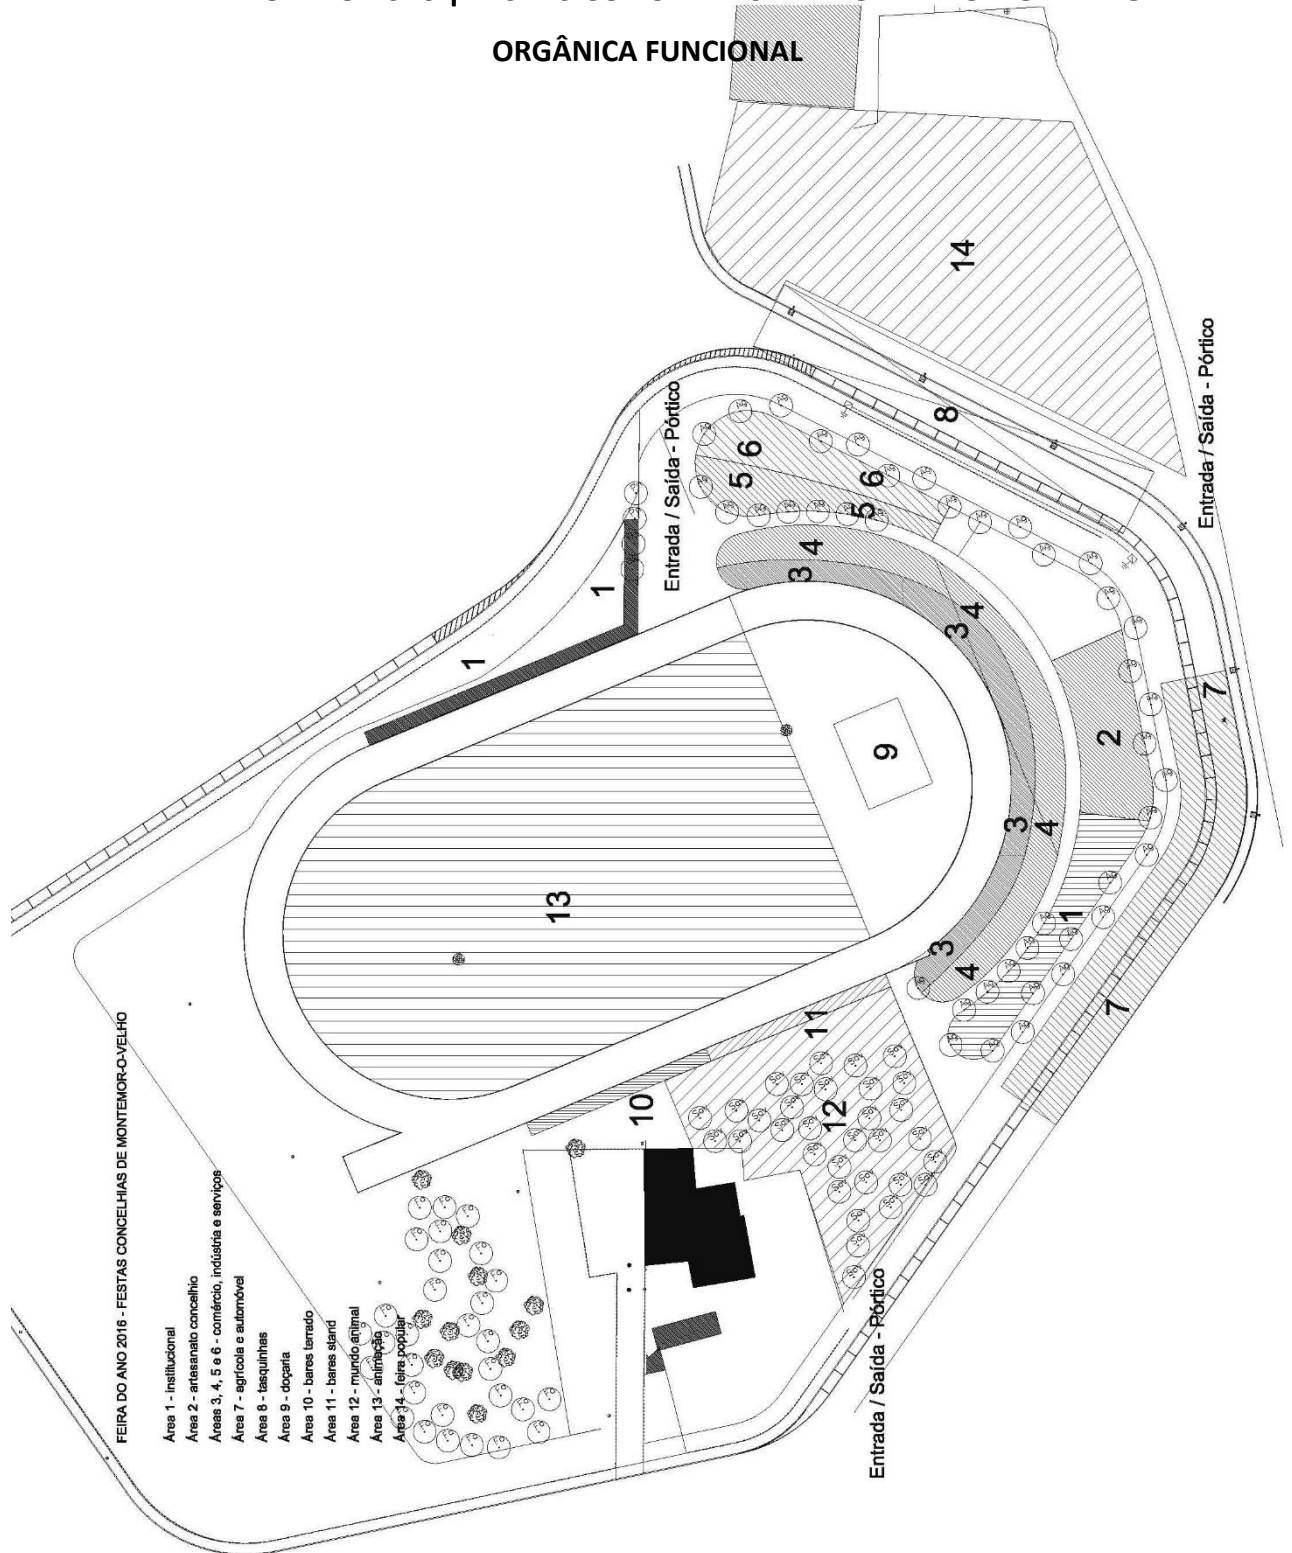 ORGÂNICA FUNCIONAL
FEIRA DO ANO 2016 - FESTAS CONCELHIAS DE MONTEMOR-O-VELHO
Área 1 - institucional
Área 2 - artesanato concelhio
Áreas 3, 4, 5 e 6 - comércio, indústria e serviços
Área 7 - agrícola e automóvel
Área 8 - tasquinhas
Área 9 - doçaria
Área 10 - bares terrado
Área 11 - bares stand
Área 12 - mundo animal
Área 13 - animação
Área 14 - feira popular
14
8
Entrada / Saída - Pórtico
Entrada / Saída - Pórtico
6
5
6
5
1
1
4
3
4
3
2
7
9
3
4
13
1
3
4
7
11
10
12
Entrada / Saída - Pórtico